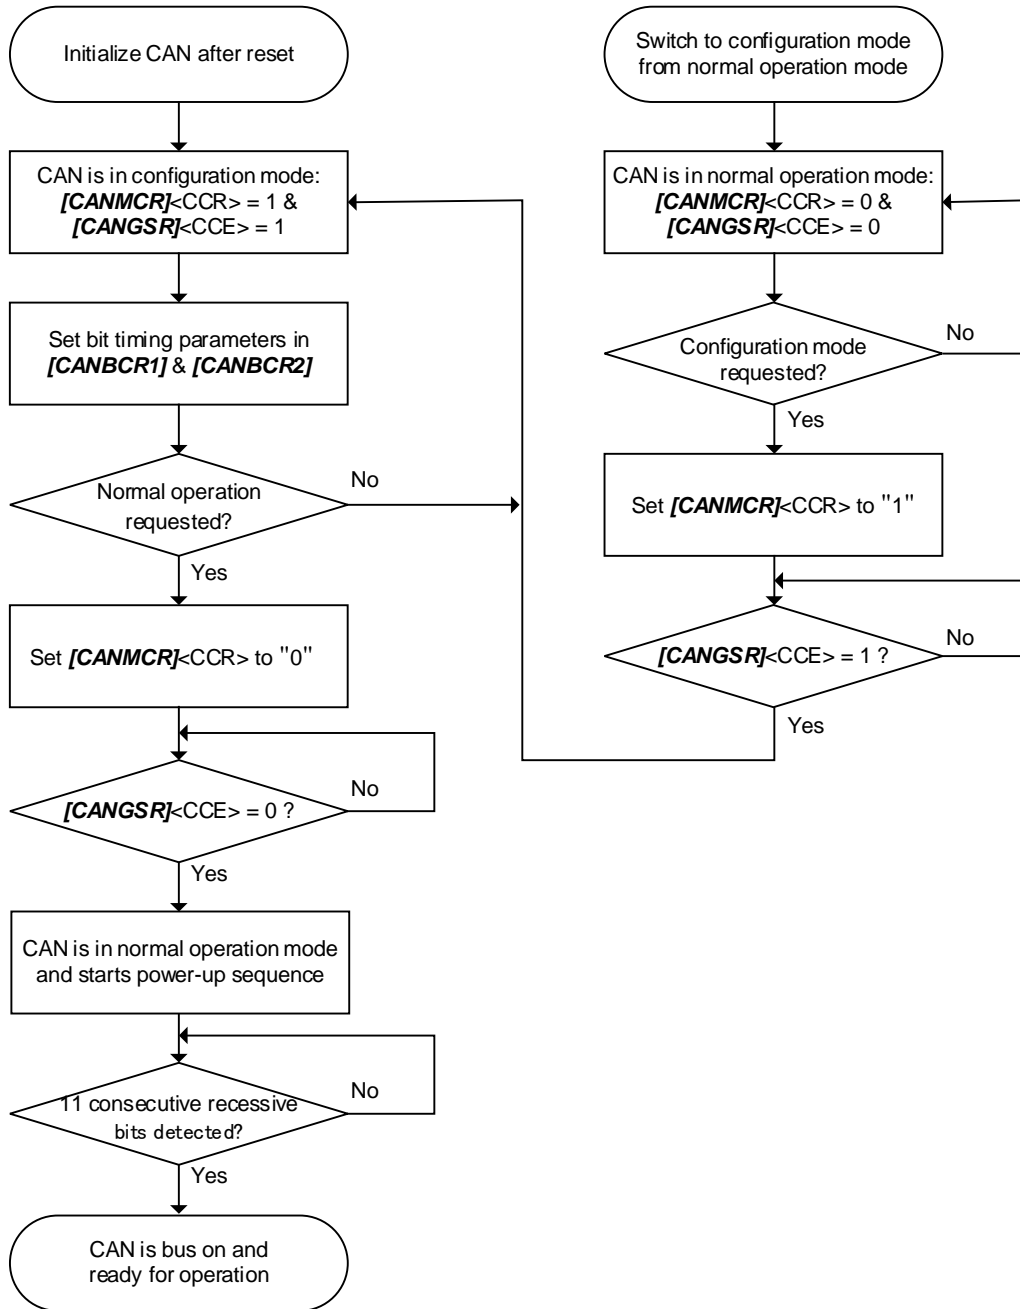 Initialize CAN after reset
CAN is in configuration mode:
[CANMCR]<CCR> = 1 &
[CANGSR]<CCE> = 1
Set bit timing parameters in
[CANBCR1] & [CANBCR2]
Normal operation
requested?
No
Yes
Set [CANMCR]<CCR> to "0"
[CANGSR]<CCE> = 0 ?
No
Yes
CAN is in normal operation mode
and starts power-up sequence
11 consecutive recessive
bits detected?
No
Yes
CAN is bus on and
ready for operation
Switch to configuration mode
from normal operation mode
CAN is in normal operation mode:
[CANMCR]<CCR> = 0 &
[CANGSR]<CCE> = 0
Configuration mode
requested?
No
Yes
Set [CANMCR]<CCR> to "1"
[CANGSR]<CCE> = 1 ?
No
Yes